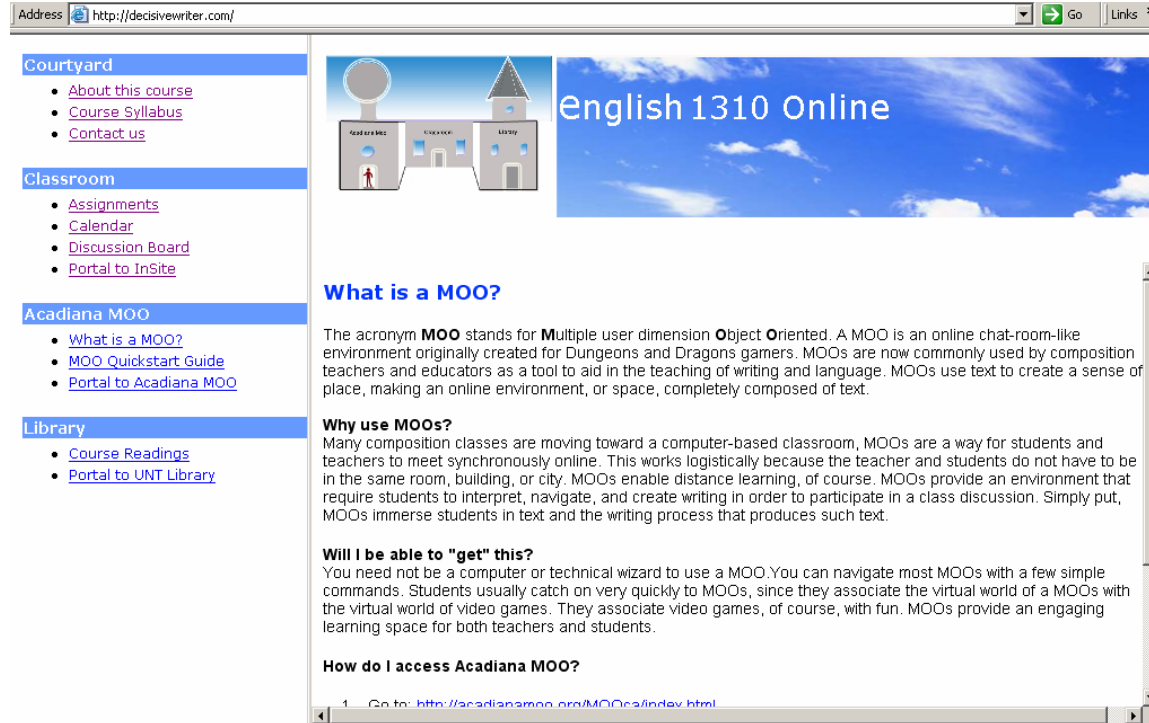 Address http://decisivewriter.com/ Go Links
Courtyard
About this course
Course Syllabus
Contact us
Classroom
Assignments
Calendar
Discussion Board
Portal to InSite
Acadiana MOO
What is a MOO?
MOO Quickstart Guide
Portal to Acadiana MOO
Library
Course Readings
Portal to UNT Library
Acadiana Moo Classroom Library
English 1310 Online
What is a MOO?
The acronym MOO stands for Multiple user dimension Object Oriented. A MOO is an online chat-room-like
environment originally created for Dungeons and Dragons gamers. MOOs are now commonly used by composition
teachers and educators as a tool to aid in the teaching of writing and language. MOOs use text to create a sense of
place, making an online environment, or space, completely composed of text.
Why use MOOs?
Many composition classes are moving toward a computer-based classroom, MOOs are a way for students and
teachers to meet synchronously online. This works logistically because the teacher and students do not have to be
in the same room, building, or city. MOOs enable distance learning, of course. MOOs provide an environment that
require students to interpret, navigate, and create writing in order to participate in a class discussion. Simply put,
MOOs immerse students in text and the writing process that produces such text.
Will I be able to "get" this?
You need not be a computer or technical wizard to use a MOO.You can navigate most MOOs with a few simple
commands. Students usually catch on very quickly to MOOs, since they associate the virtual world of a MOOs with
the virtual world of video games. They associate video games, of course, with fun. MOOs provide an engaging
learning space for both teachers and students.
How do I access Acadiana MOO?
1. Go to: http://acadianamoo.org/MOOca/index.html